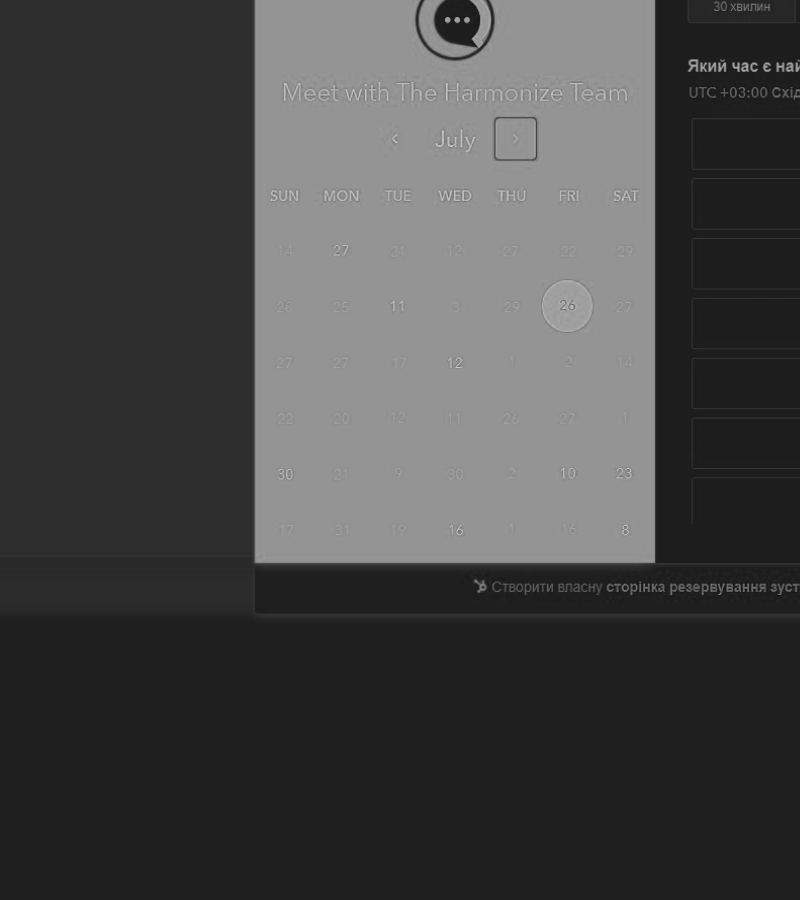 30 хвилин
Який час є най
UTC +03:00 Схід
Meet with The Harmonize Team
July
SUN MON TUE WED THU FRI SAT
14 27 21 12 27 22 29
28 25 11 3 29 26 27
27 27 17 12 1 2 14
22 20 12 11 26 27 1
30 21 9 30 2 10 23
17 31 19 16 1 16 8
Створити власну сторінка резервування зуст